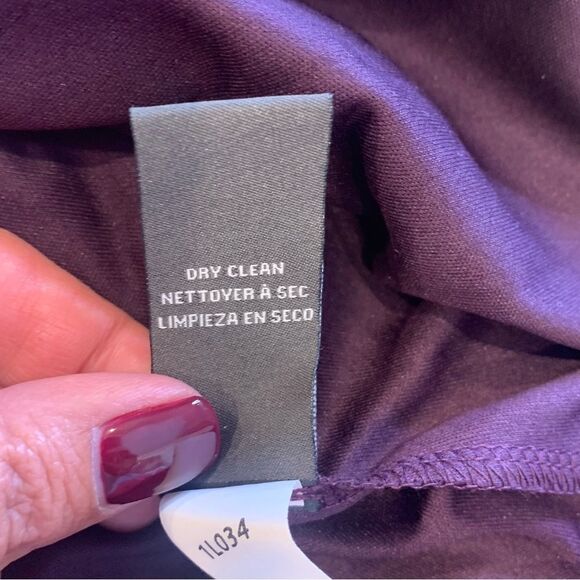 DRY CLEAN
NETTOYER À SEC
LIMPIEZA EN SECO
1L034